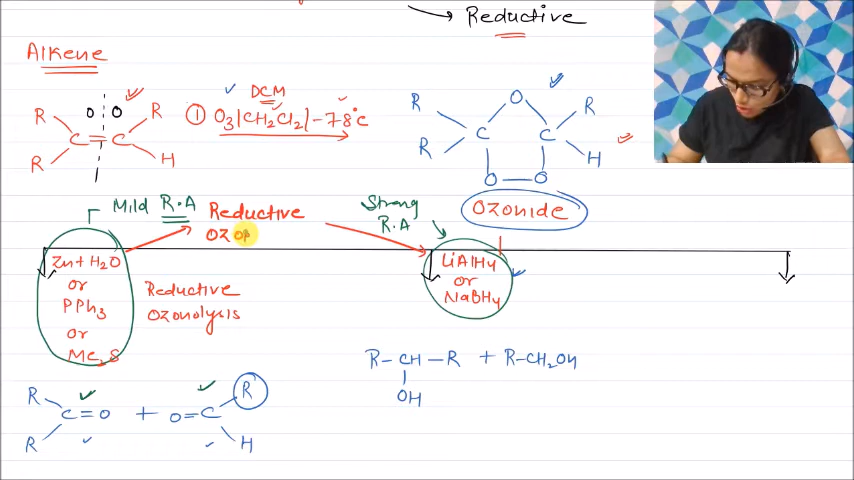 Reductive
Alkene
R
O O
R
C = C
R
H
① O3/CH2Cl2/-78°C
DCM
O
R
R
C
C
R
H
O—O
Ozonide
Mild R.A
Reductive
Ozo
Strong
R.A
Zn + H2O
or
PPh3
or
Me2S
Reductive
Ozonolysis
LiAlH4
or
NaBH4
R–CH–R + R–CH2OH
OH
R
C=O
R
+
O=C
R
H